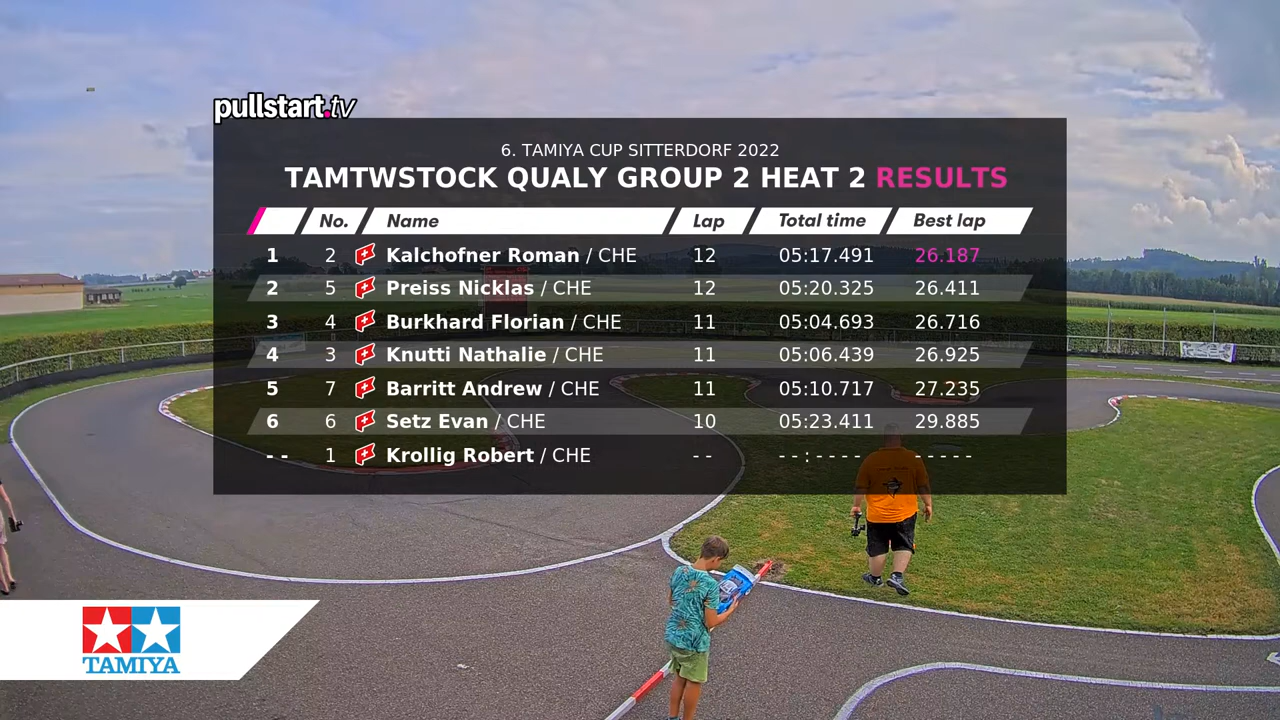 pullstart.tv
6. TAMIYA CUP SITTERDORF 2022
TAMTWSTOCK QUALY GROUP 2 HEAT 2 RESULTS
No. Name Lap Total time Best lap
1 2 Kalchofner Roman / CHE 12 05:17.491 26.187
2 5 Preiss Nicklas / CHE 12 05:20.325 26.411
3 4 Burkhard Florian / CHE 11 05:04.693 26.716
4 3 Knutti Nathalie / CHE 11 05:06.439 26.925
5 7 Barritt Andrew / CHE 11 05:10.717 27.235
6 6 Setz Evan / CHE 10 05:23.411 29.885
-- 1 Krollig Robert / CHE -- --:---- -----
TAMIYA